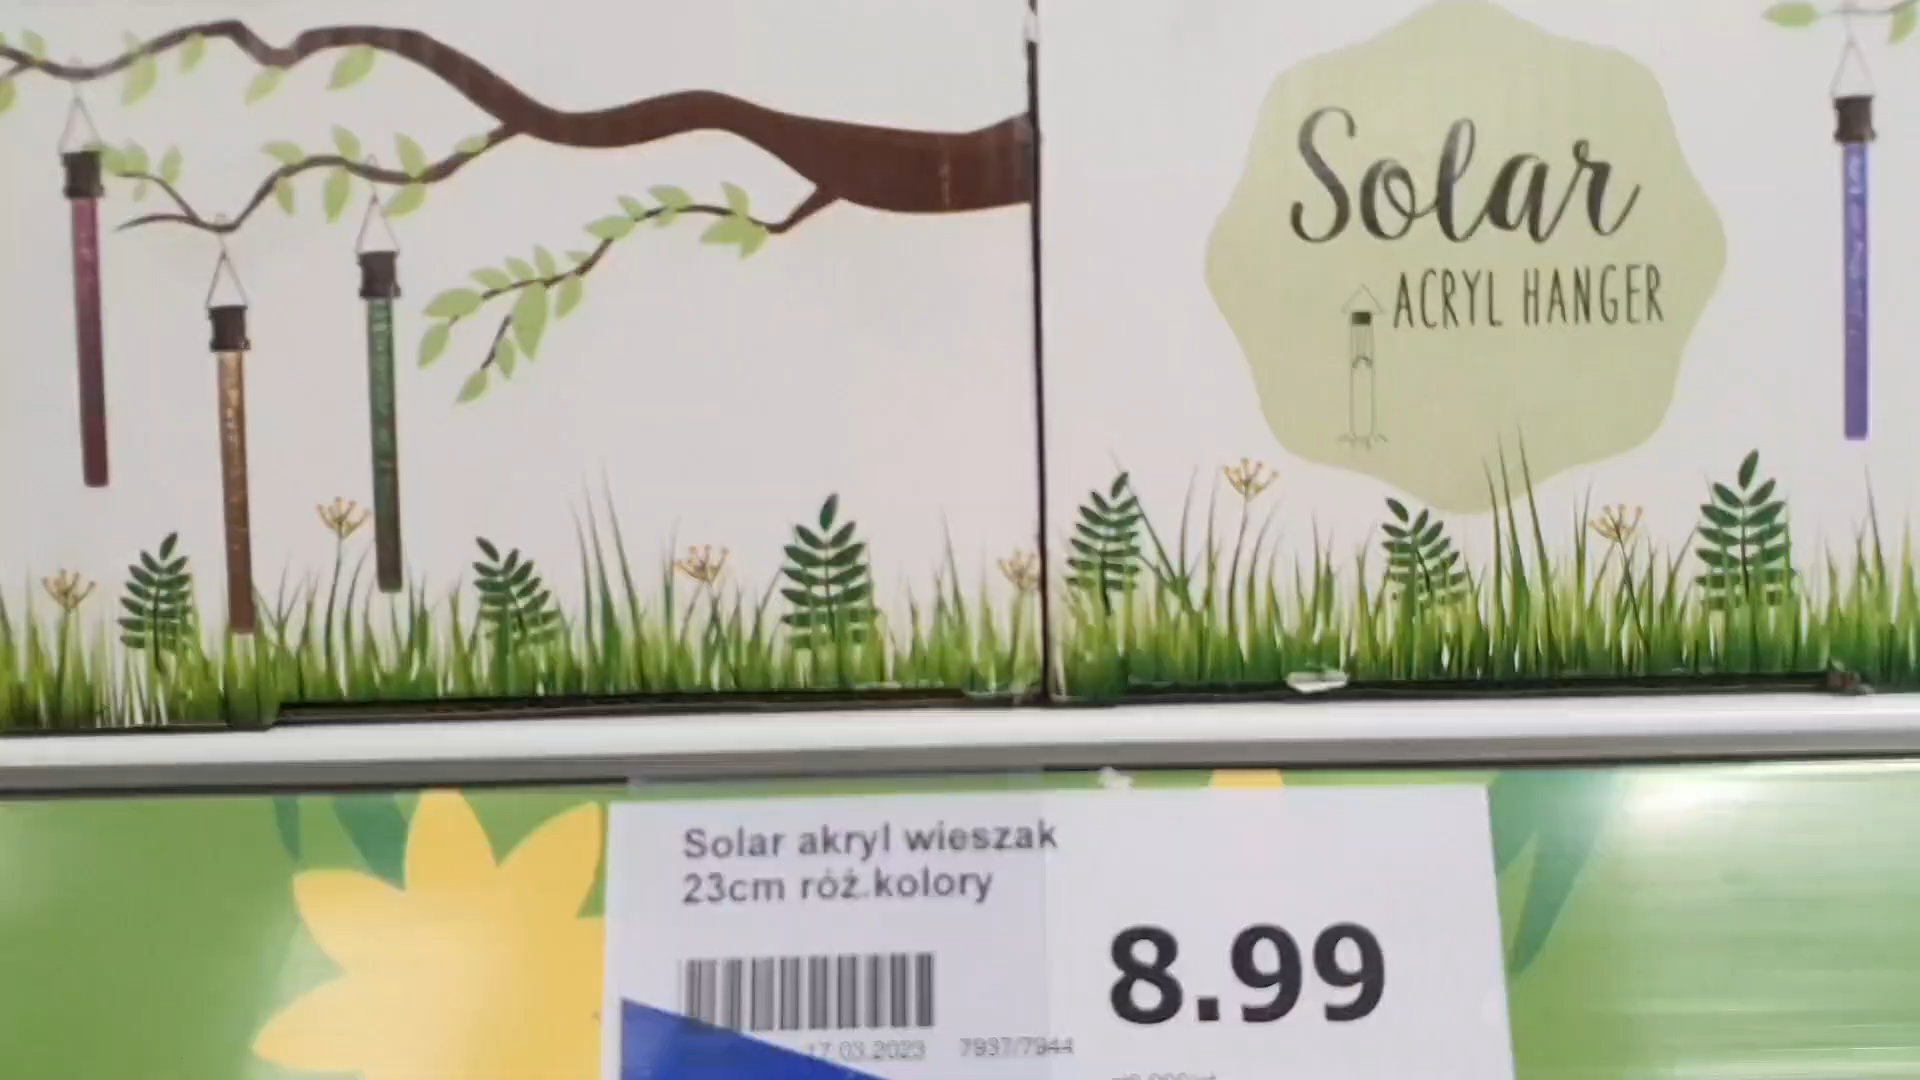 Solar
ACRYL HANGER
Solar akryl wieszak
23cm róż.kolory
8.99
17.03.2023 7937/7944